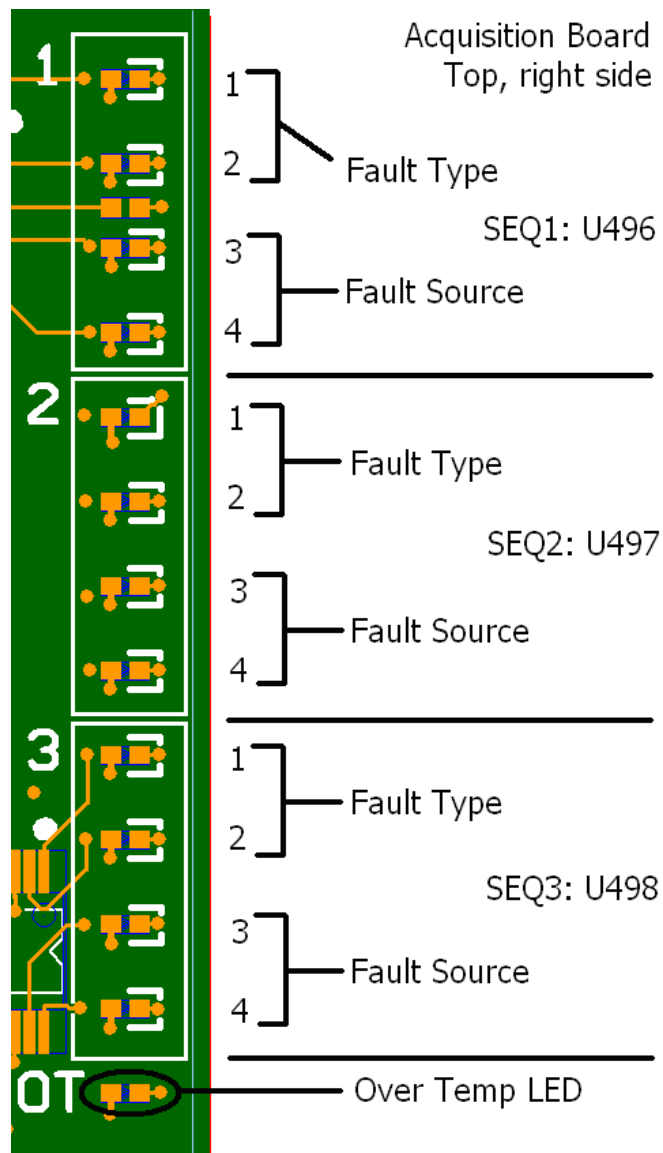 Acquisition Board
Top, right side
1
1
2
Fault Type
SEQ1: U496
3
Fault Source
4
2
1
Fault Type
2
SEQ2: U497
3
Fault Source
4
3
1
Fault Type
2
SEQ3: U498
3
Fault Source
4
OT
Over Temp LED